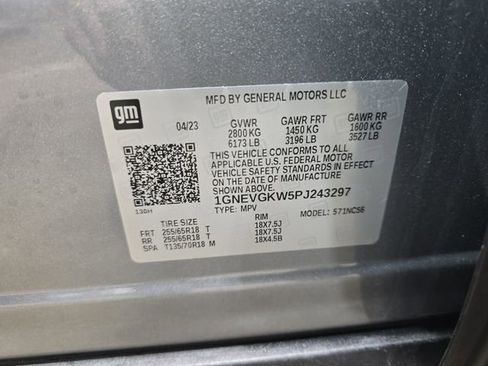 gm
MFD BY GENERAL MOTORS LLC
04/23 GVWR GAWR FRT GAWR RR
2800 KG 1450 KG 1600 KG
6173 LB 3196 LB 3527 LB
THIS VEHICLE CONFORMS TO ALL
APPLICABLE U.S. FEDERAL MOTOR
VEHICLE SAFETY STANDARDS IN EFFECT
ON THE DATE OF MANUFACTURE SHOWN ABOVE.
1GNEVGKW5PJ243297
TYPE: MPV MODEL: 
TIRE SIZE RIM
FRT 255/65R18 T 18X7.5J
RR 255/65R18 T 18X7.5J
SPA T135/70R18 M 18X4.5B